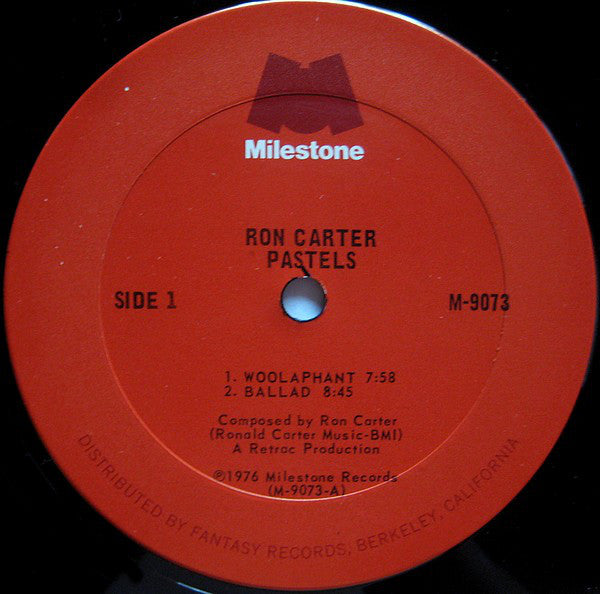 Milestone
RON CARTER
PASTELS
SIDE 1
M-9073
1. WOOLAPHANT 7:58
2. BALLAD 8:45
Composed by Ron Carter
(Ronald Carter Music-BMI)
A Retrac Production
℗1976 Milestone Records
(M-9073-A)
DISTRIBUTED BY FANTASY RECORDS, BERKELEY, CALIFORNIA